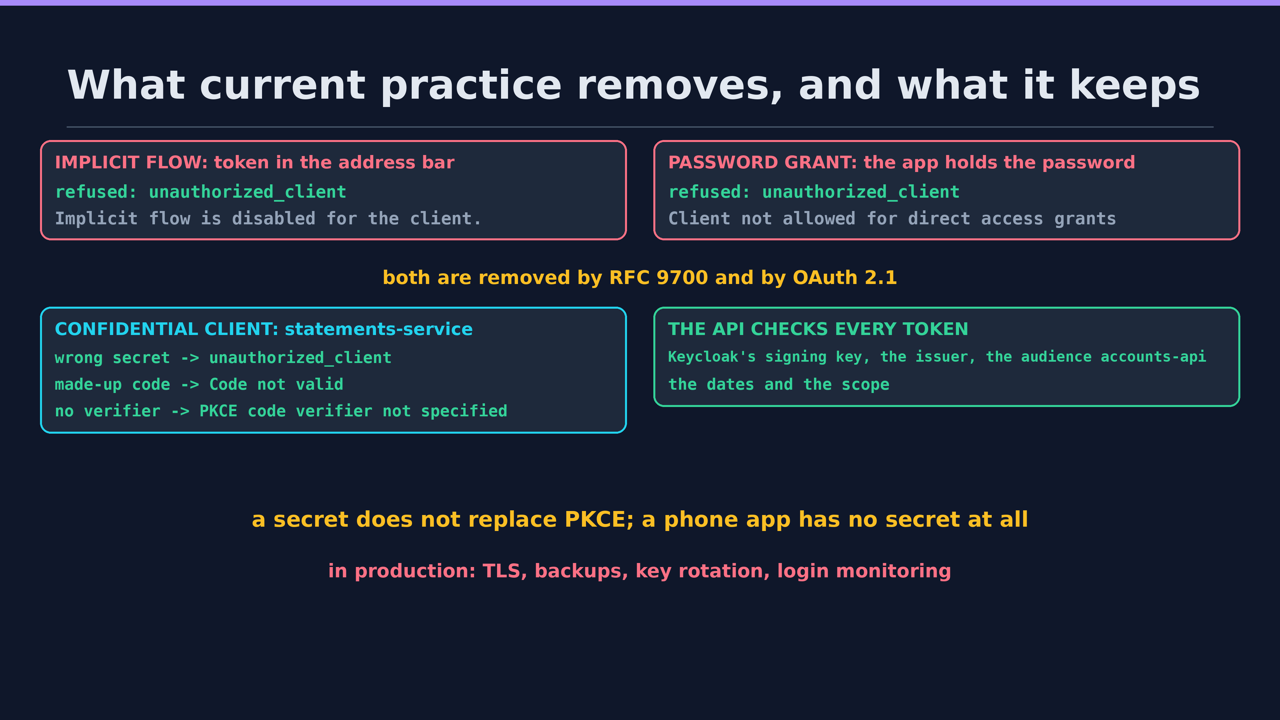 What current practice removes, and what it keeps
IMPLICIT FLOW: token in the address bar
refused: unauthorized_client
Implicit flow is disabled for the client.
PASSWORD GRANT: the app holds the password
refused: unauthorized_client
Client not allowed for direct access grants
both are removed by RFC 9700 and by OAuth 2.1
CONFIDENTIAL CLIENT: statements-service
wrong secret -> unauthorized_client
made-up code -> Code not valid
no verifier -> PKCE code verifier not specified
THE API CHECKS EVERY TOKEN
Keycloak's signing key, the issuer, the audience accounts-api
the dates and the scope
a secret does not replace PKCE; a phone app has no secret at all
in production: TLS, backups, key rotation, login monitoring